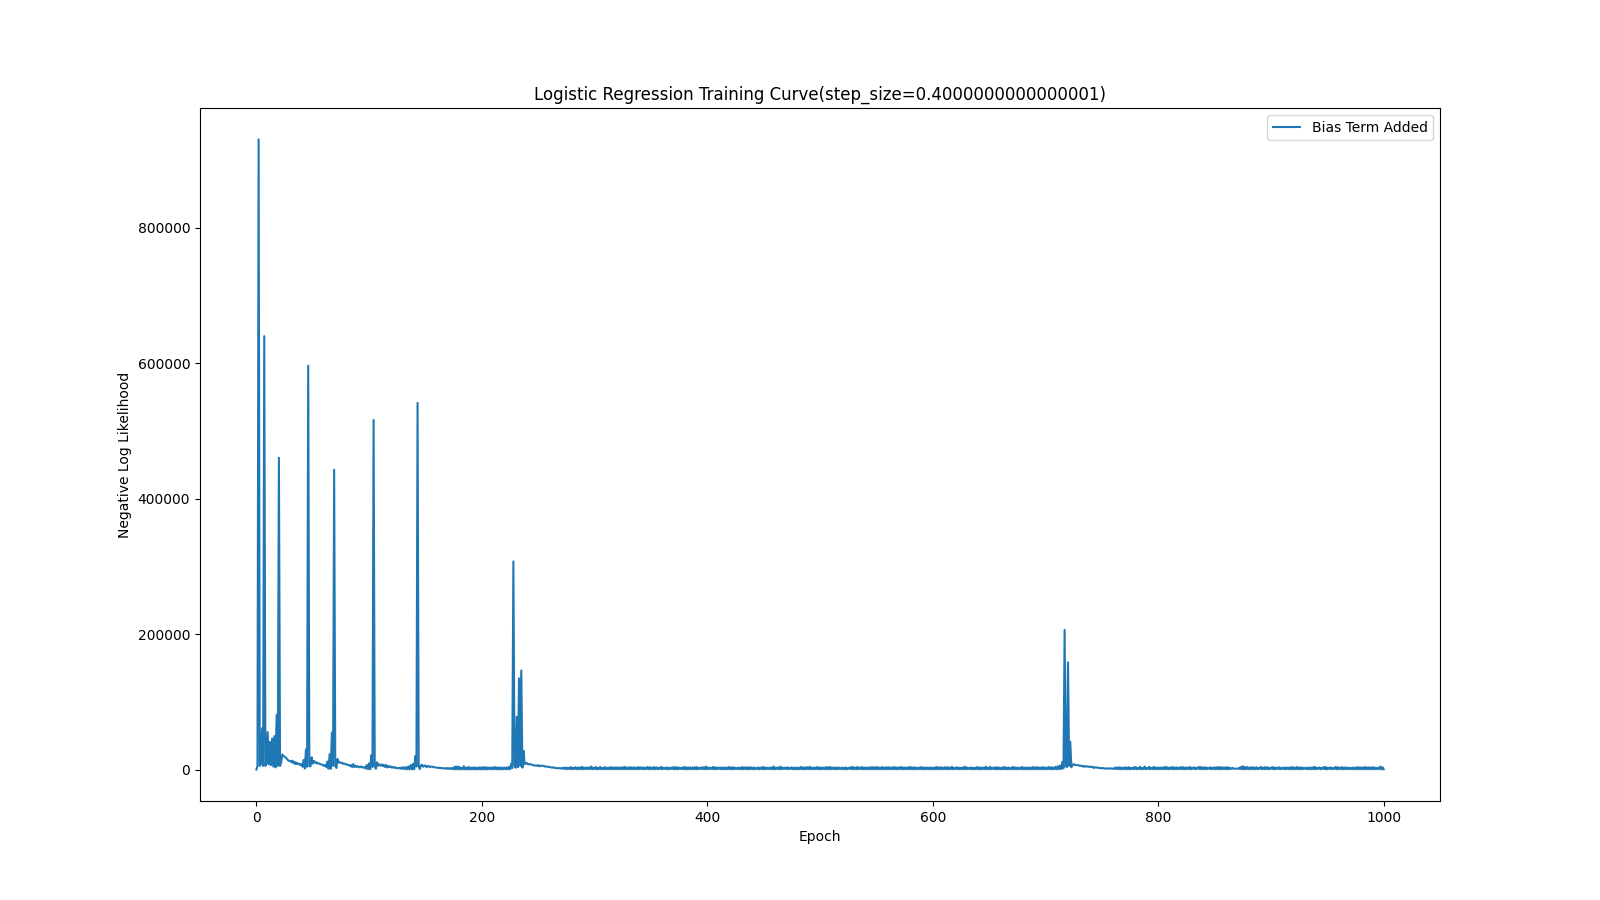 Logistic Regression Training Curve(step_size=0.4000000000000001)
Bias Term Added
Negative Log Likelihood
800000
600000
400000
200000
0
0 200 400 600 800 1000
Epoch